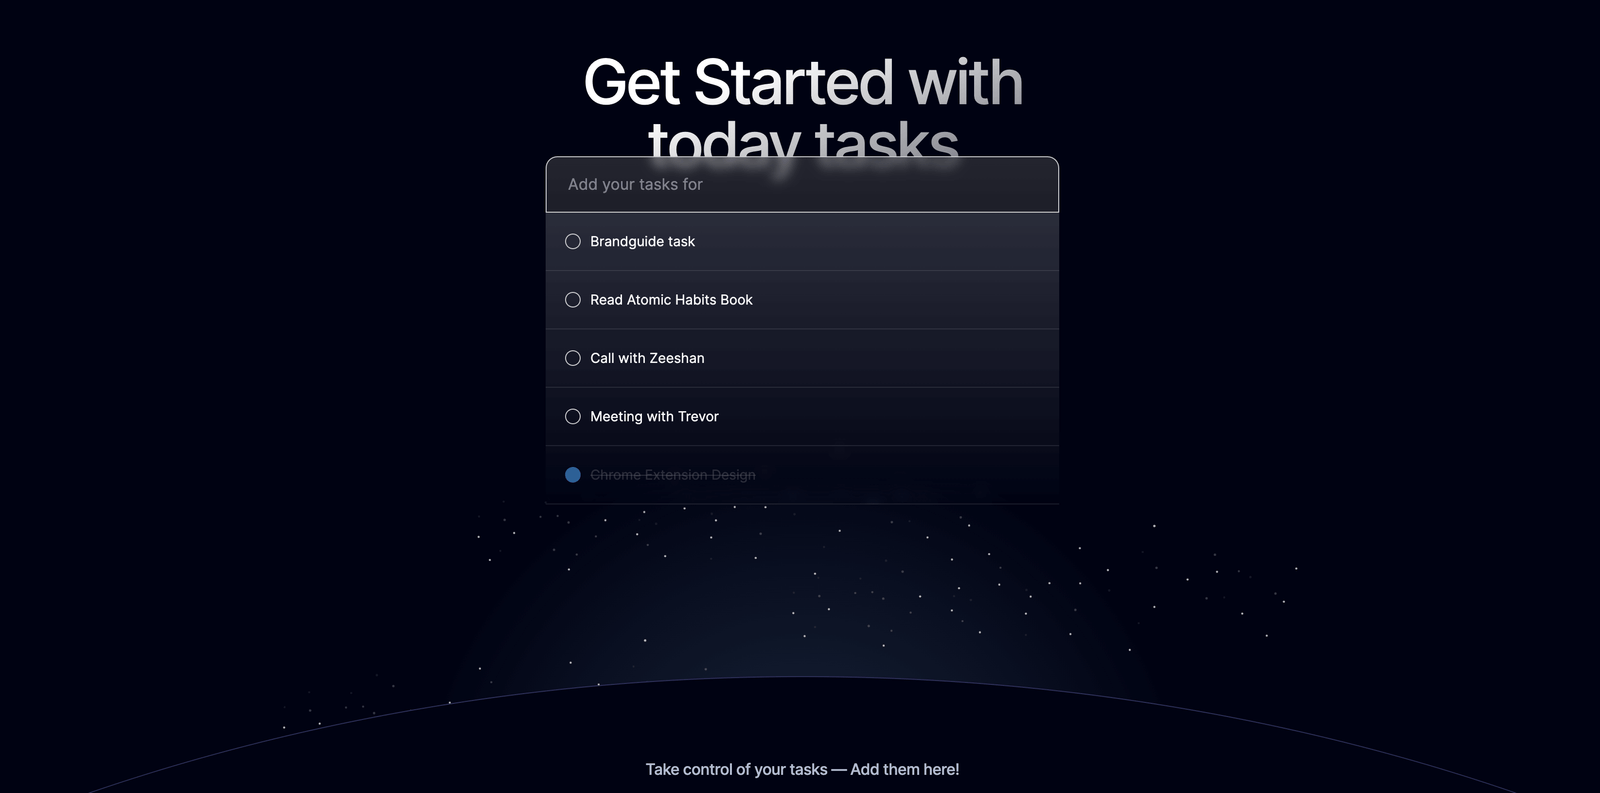 Get Started with
today tasks
Add your tasks for
Brandguide task
Read Atomic Habits Book
Call with Zeeshan
Meeting with Trevor
Chrome Extension Design
Take control of your tasks — Add them here!